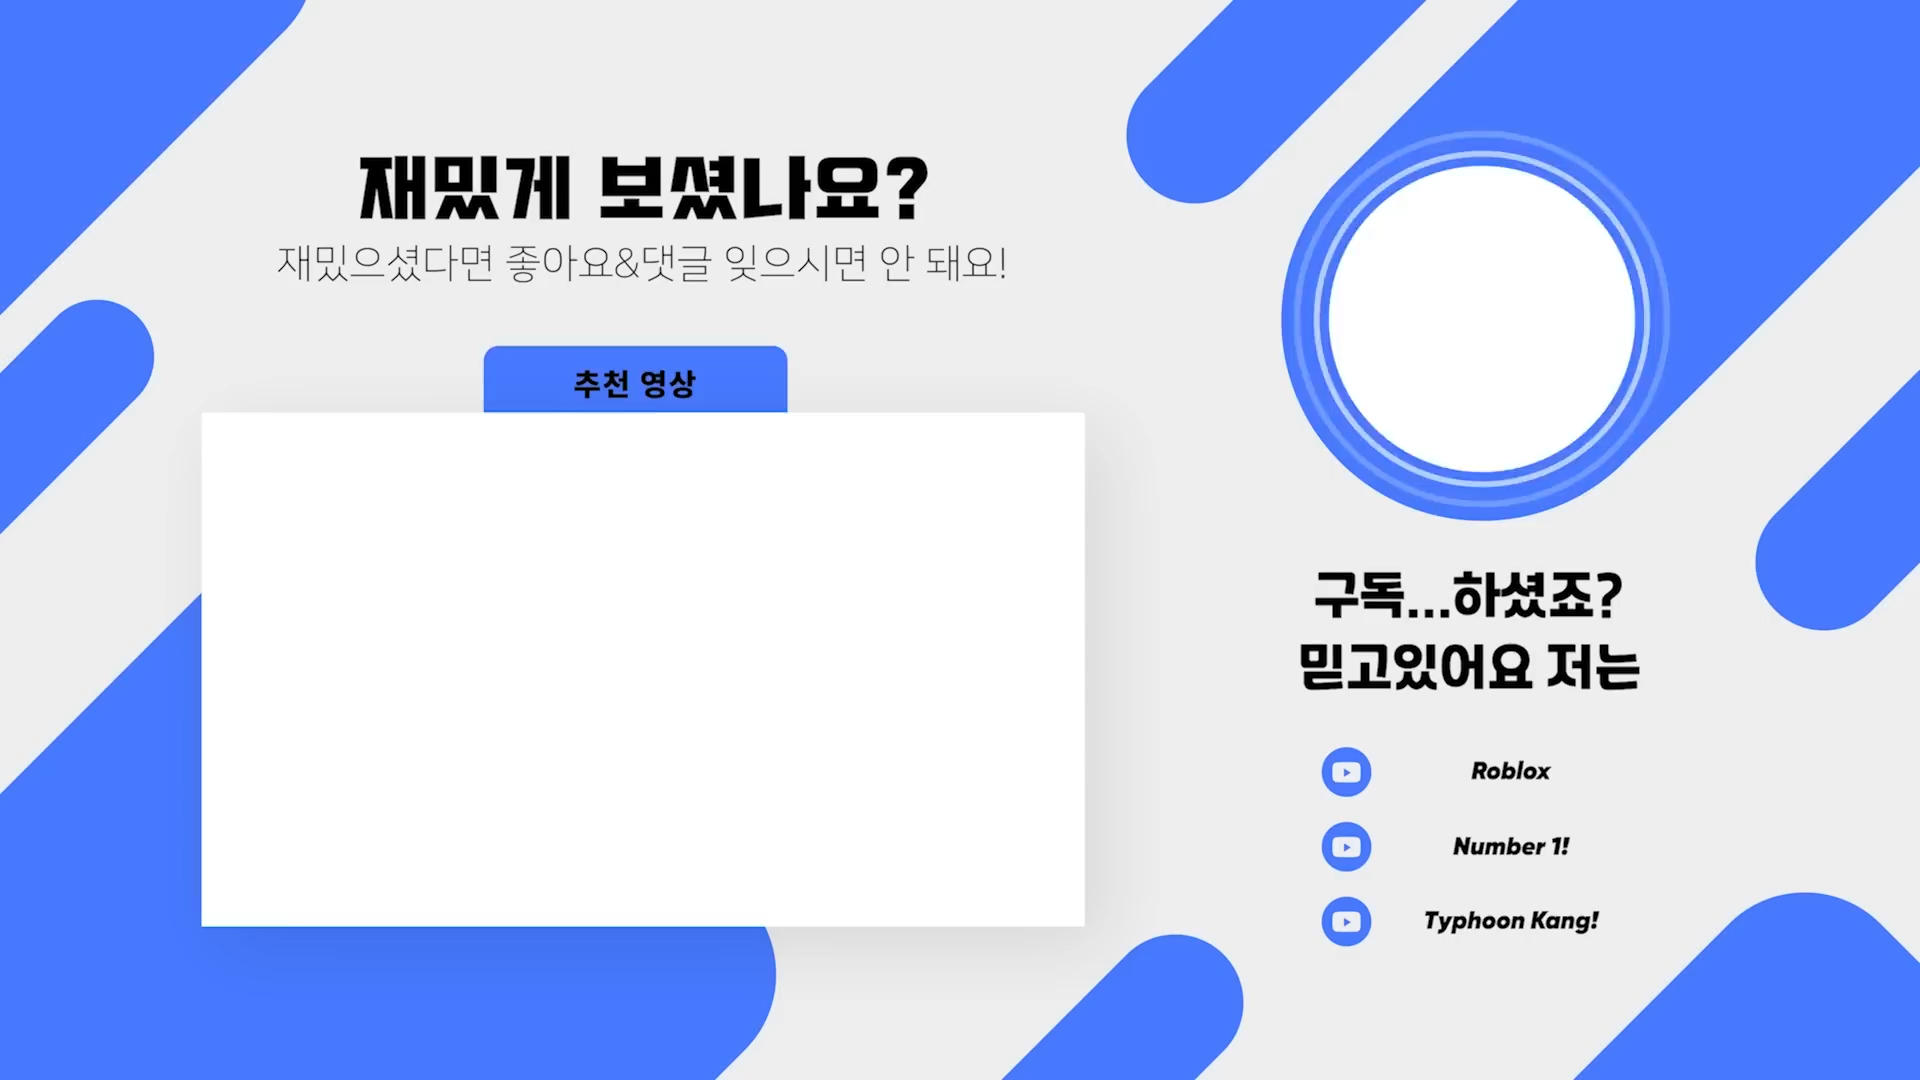 재밌게 보셨나요?
재밌으셨다면 좋아요&댓글 잊으시면 안 돼요!
추천 영상
구독...하셨죠?
믿고있어요 저는
Roblox
Number 1!
Typhoon Kang!